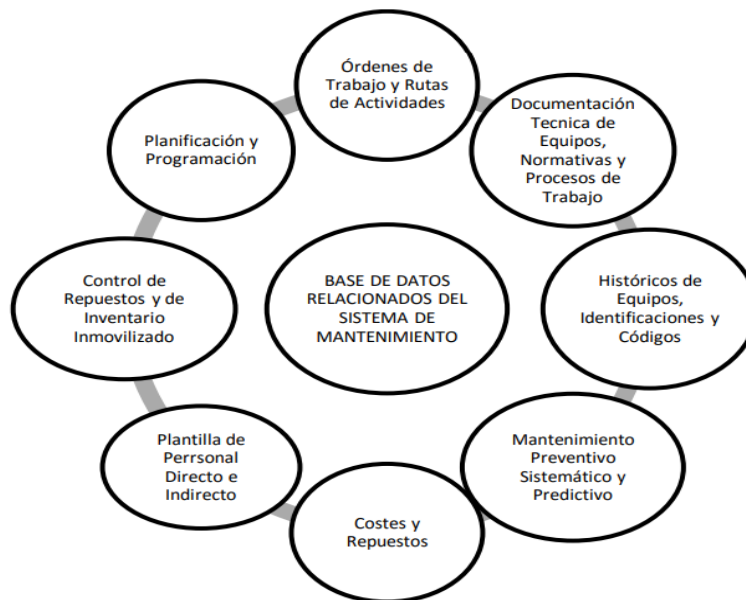 Órdenes de
Trabajo y Rutas
de Actividades
Documentación
Tecnica de
Equipos,
Normativas y
Procesos de
Trabajo
Históricos de
Equipos,
Identificaciones y
Códigos
Mantenimiento
Preventivo
Sistemático y
Predictivo
Costes y
Repuestos
Plantilla de
Perrsonal
Directo e
Indirecto
Control de
Repuestos y de
Inventario
Inmovilizado
Planificación y
Programación
BASE DE DATOS
RELACIONADOS DEL
SISTEMA DE
MANTENIMIENTO